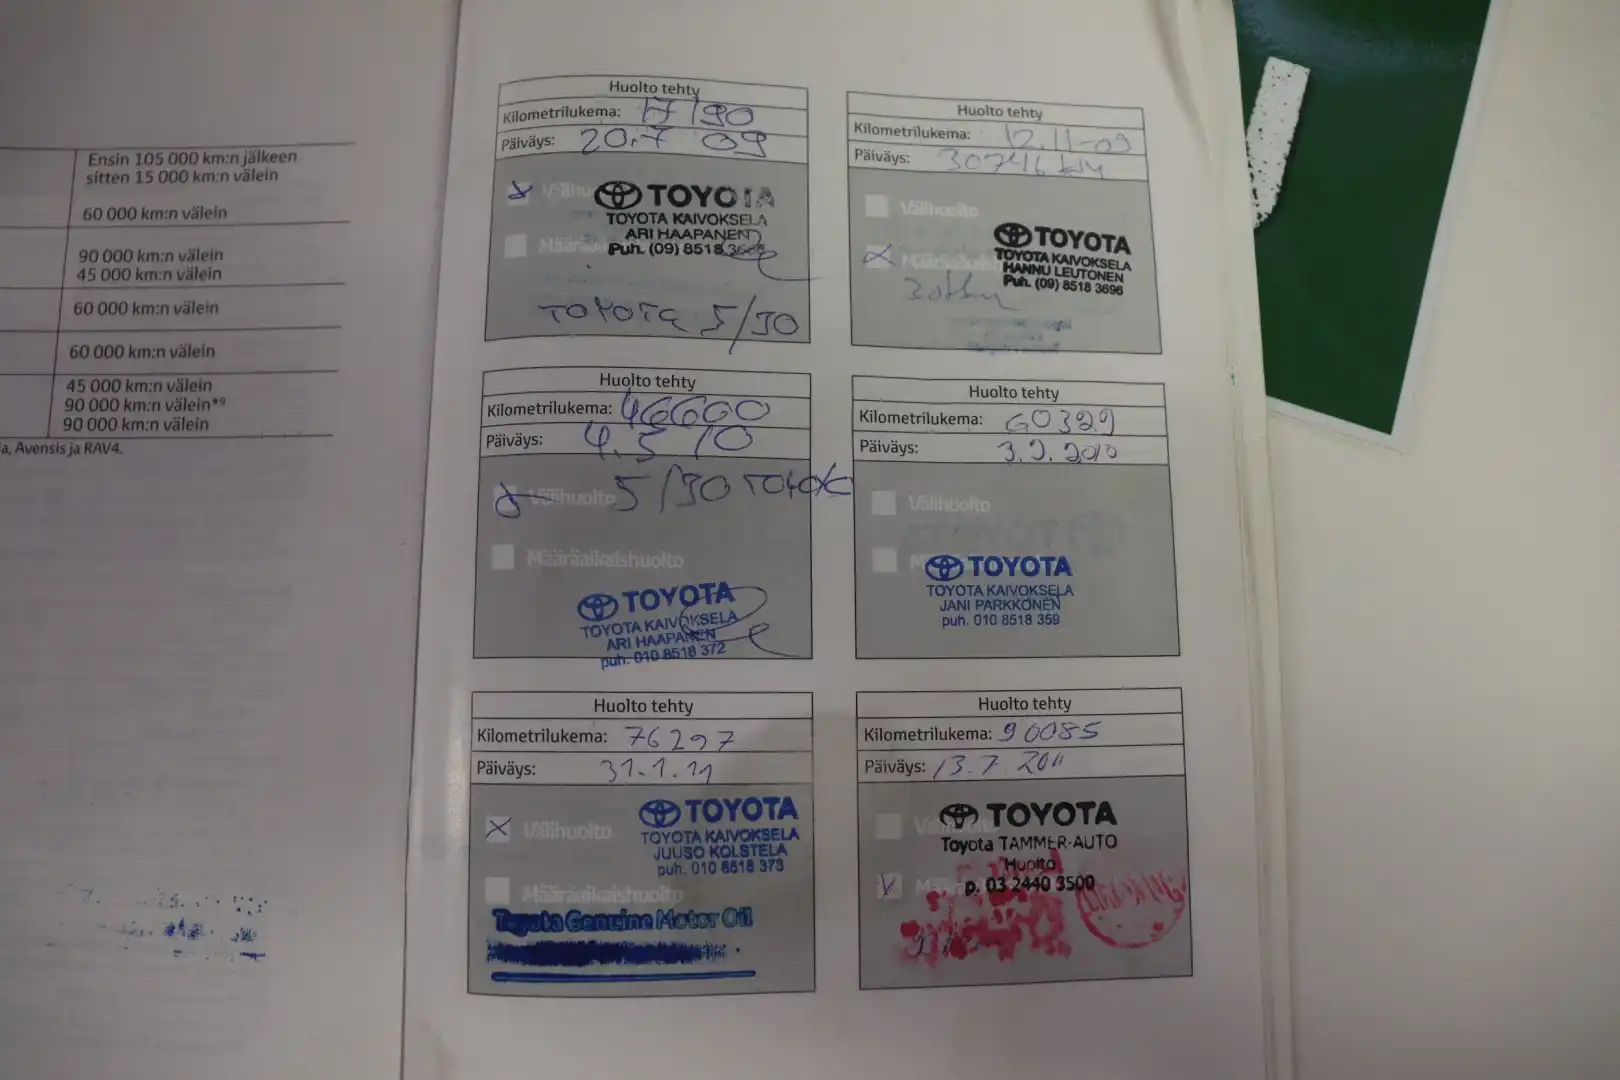 Ensin 105 000 km:n jälkeen
sitten 15 000 km:n välein
60 000 km:n välein
90 000 km:n välein
45 000 km:n välein
60 000 km:n välein
60 000 km:n välein
45 000 km:n välein
90 000 km:n välein*⁹
90 000 km:n välein
a, Avensis ja RAV4.
Huolto tehty
Kilometrilukema: 17190
Päiväys: 20.7 09
TOYOTA
TOYOTA KAIVOKSELA
ARI HAAPANEN
Puh. (09) 8518
TOYOTA 5/30
Huolto tehty
Kilometrilukema: 12.11-09
Päiväys: 30746 km
Välihuolto
TOYOTA
TOYOTA KAIVOKSELA
HANNU LEUTONEN
Puh. (09) 8518 3696
Huolto tehty
Kilometrilukema: 46600
Päiväys: 4.5 10
Välihuolto 5/30 TOYOTA
Määräaikaishuolto
TOYOTA
TOYOTA KAIVOKSELA
ARI HAAPANEN
puh. 010 8518 372
Huolto tehty
Kilometrilukema: 60329
Päiväys: 3.9.2010
Välihuolto
TOYOTA
TOYOTA KAIVOKSELA
JANI PARKKONEN
puh. 010 8518 359
Huolto tehty
Kilometrilukema: 76297
Päiväys: 31.1.11
Välihuolto
TOYOTA
TOYOTA KAIVOKSELA
JUUSO KOLSTELA
puh. 010 8518 373
Määräaikaishuolto
Toyota Genuine Motor Oil
Huolto tehty
Kilometrilukema: 90085
Päiväys: 13.7.2011
TOYOTA
Toyota TAMMER-AUTO
Huolto
p. 03 2440 3500